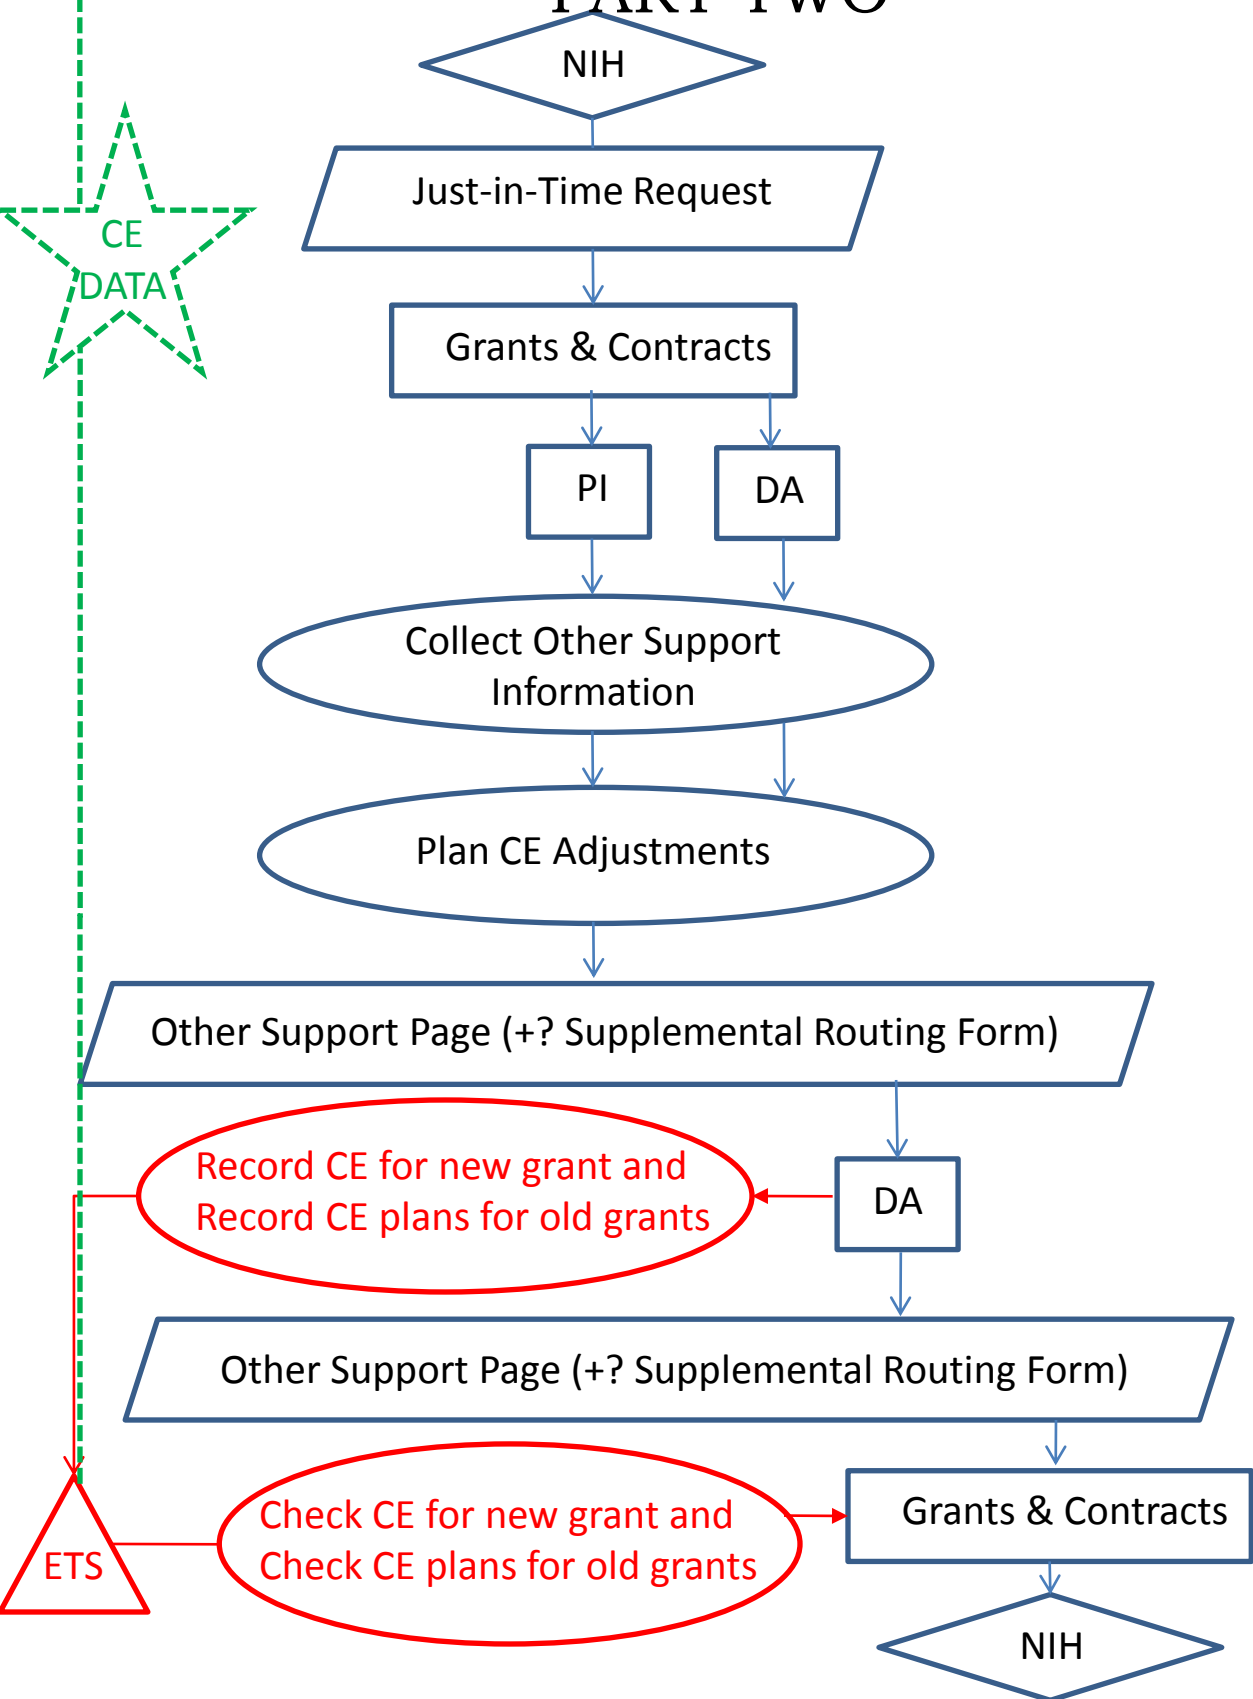 PART TWO
NIH
Just-in-Time Request
CE
DATA
Grants & Contracts
PI
DA
Collect Other Support
Information
Plan CE Adjustments
Other Support Page (+? Supplemental Routing Form)
Record CE for new grant and
Record CE plans for old grants
DA
Other Support Page (+? Supplemental Routing Form)
Check CE for new grant and
Check CE plans for old grants
Grants & Contracts
ETS
NIH